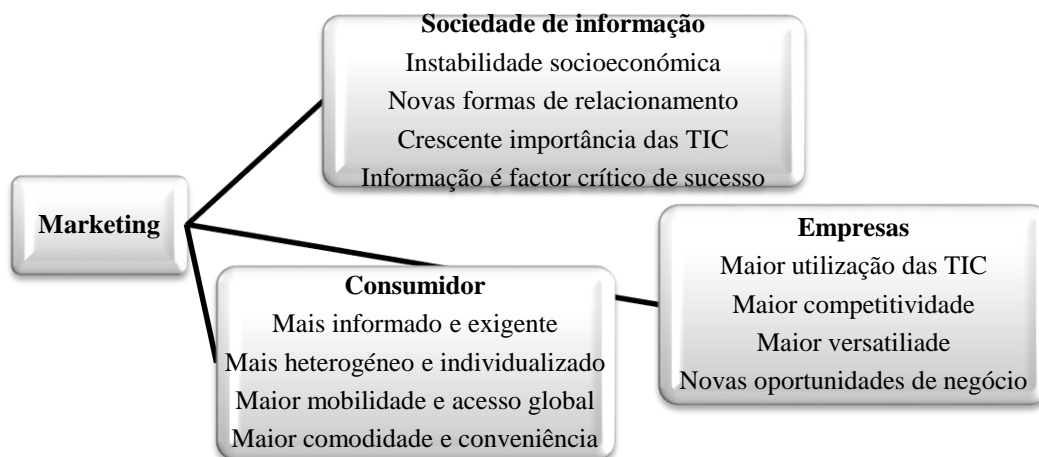 Sociedade de informação
Instabilidade socioeconómica
Novas formas de relacionamento
Crescente importância das TIC
Informação é factor crítico de sucesso
Marketing
Empresas
Maior utilização das TIC
Maior competitividade
Maior versatiliade
Novas oportunidades de negócio
Consumidor
Mais informado e exigente
Mais heterogéneo e individualizado
Maior mobilidade e acesso global
Maior comodidade e conveniência